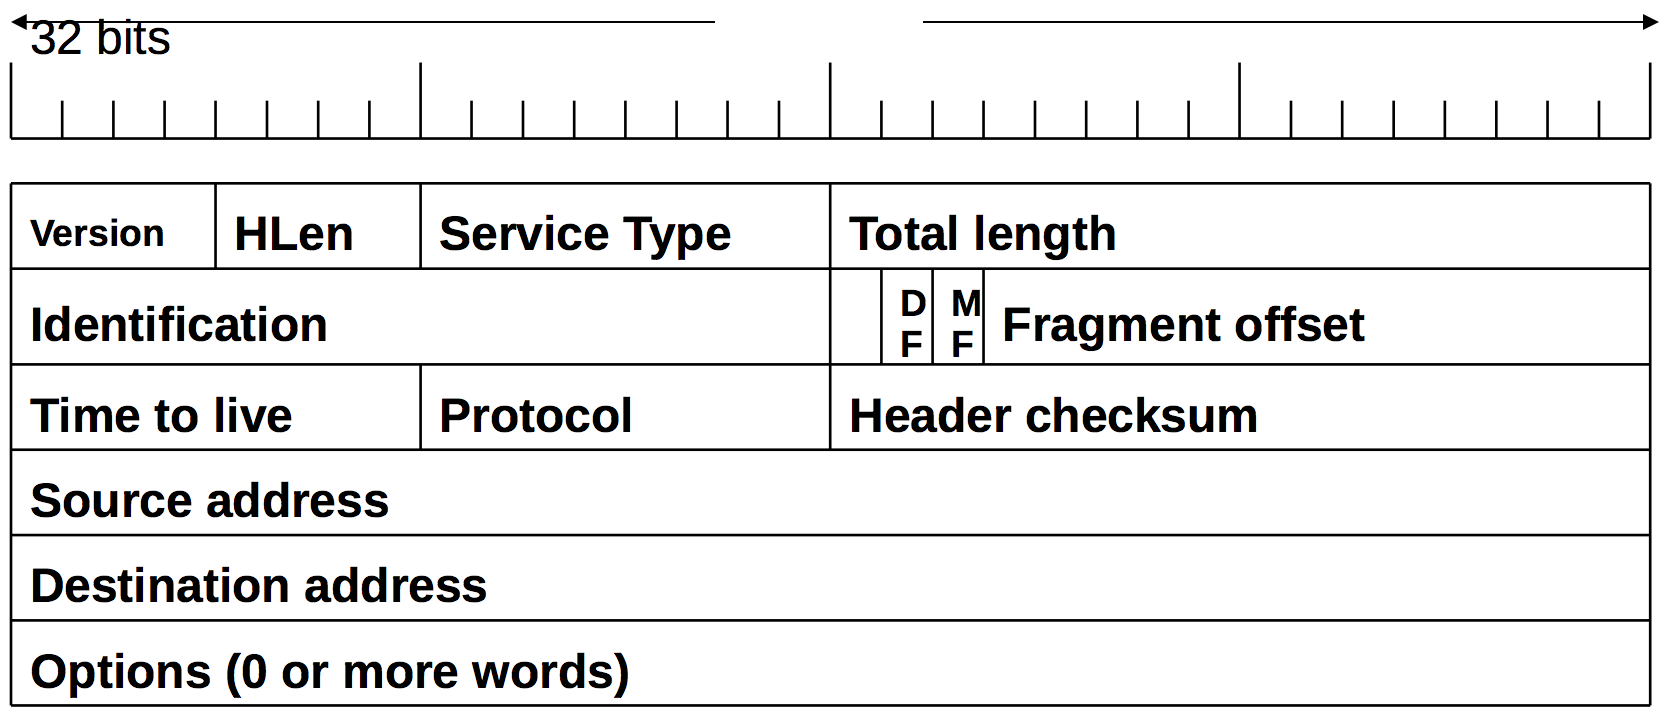 32 bits
Version HLen Service Type Total length
Identification D F M F Fragment offset
Time to live Protocol Header checksum
Source address
Destination address
Options (0 or more words)